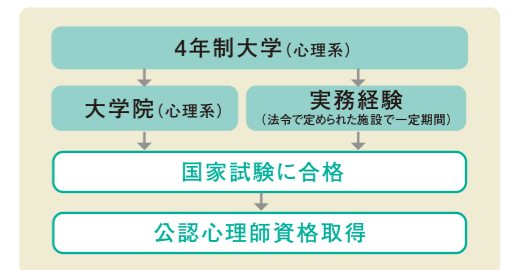 4年制大学（心理系）
大学院（心理系）
実務経験
（法令で定められた施設で一定期間）
国家試験に合格
公認心理師資格取得